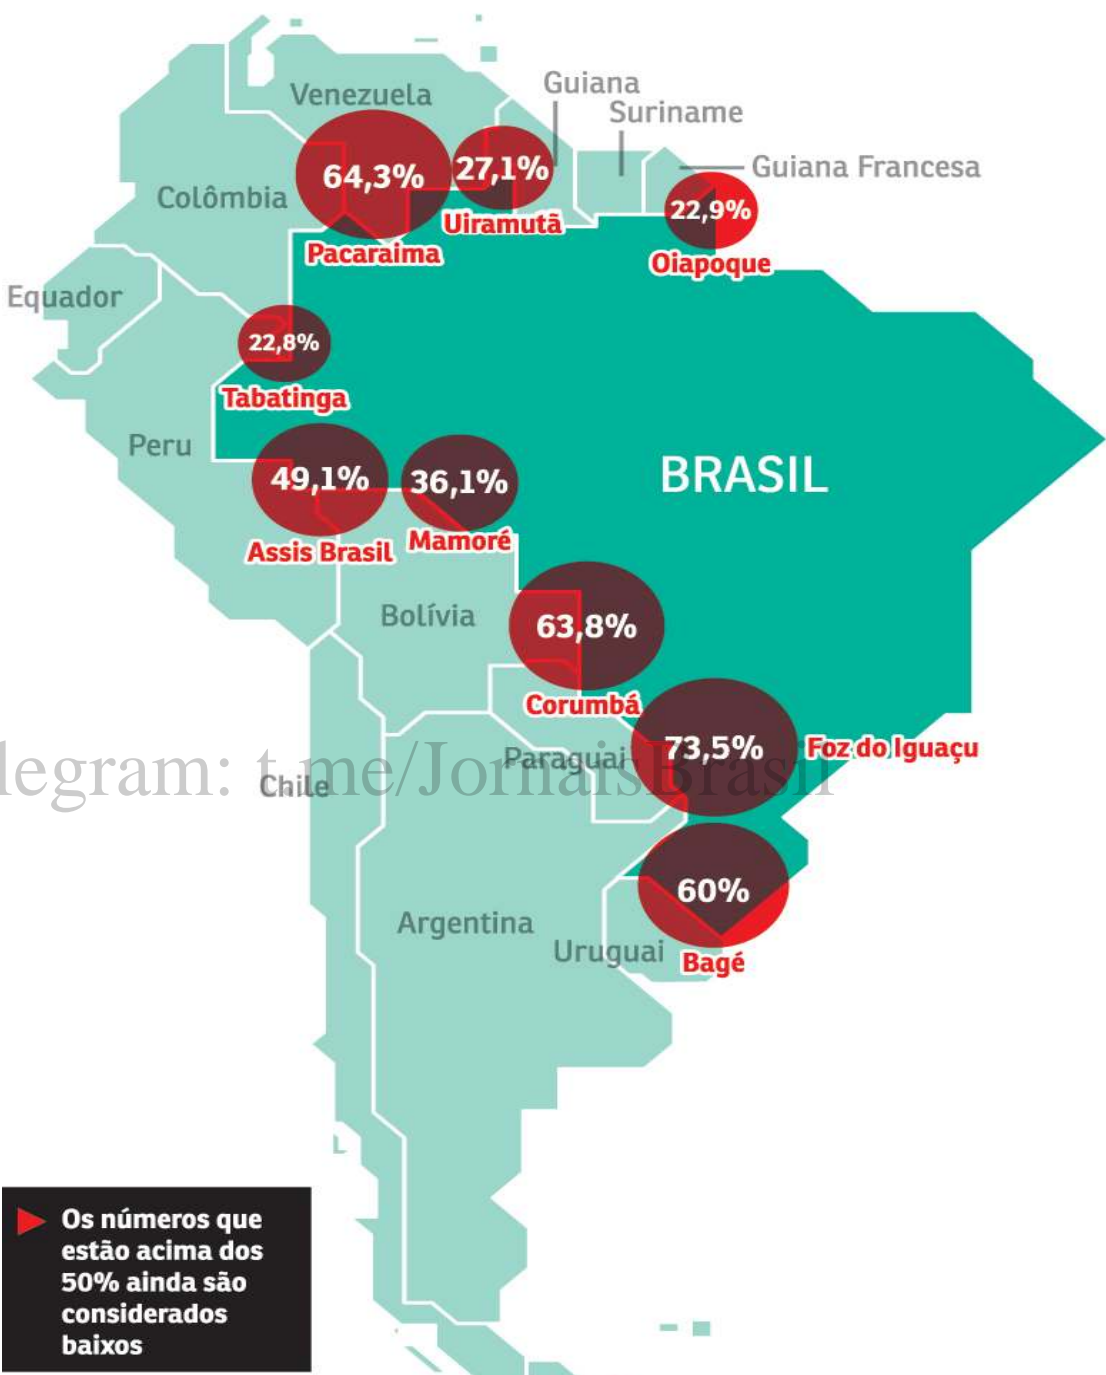 Guiana
Venezuela
Suriname
Guiana Francesa
64,3%
27,1%
Colômbia
22,9%
Uiramutã
Pacaraima
Oiapoque
Equador
22,8%
Tabatinga
Peru
BRASIL
49,1%
36,1%
Assis Brasil
Mamoré
Bolívia
63,8%
Corumbá
73,5%
Foz do Iguaçu
Paraguai
legram: t.me/JornaisBrasil
Chile
60%
Argentina
Uruguai
Bagé
Os números que
estão acima dos
50% ainda são
considerados
baixos